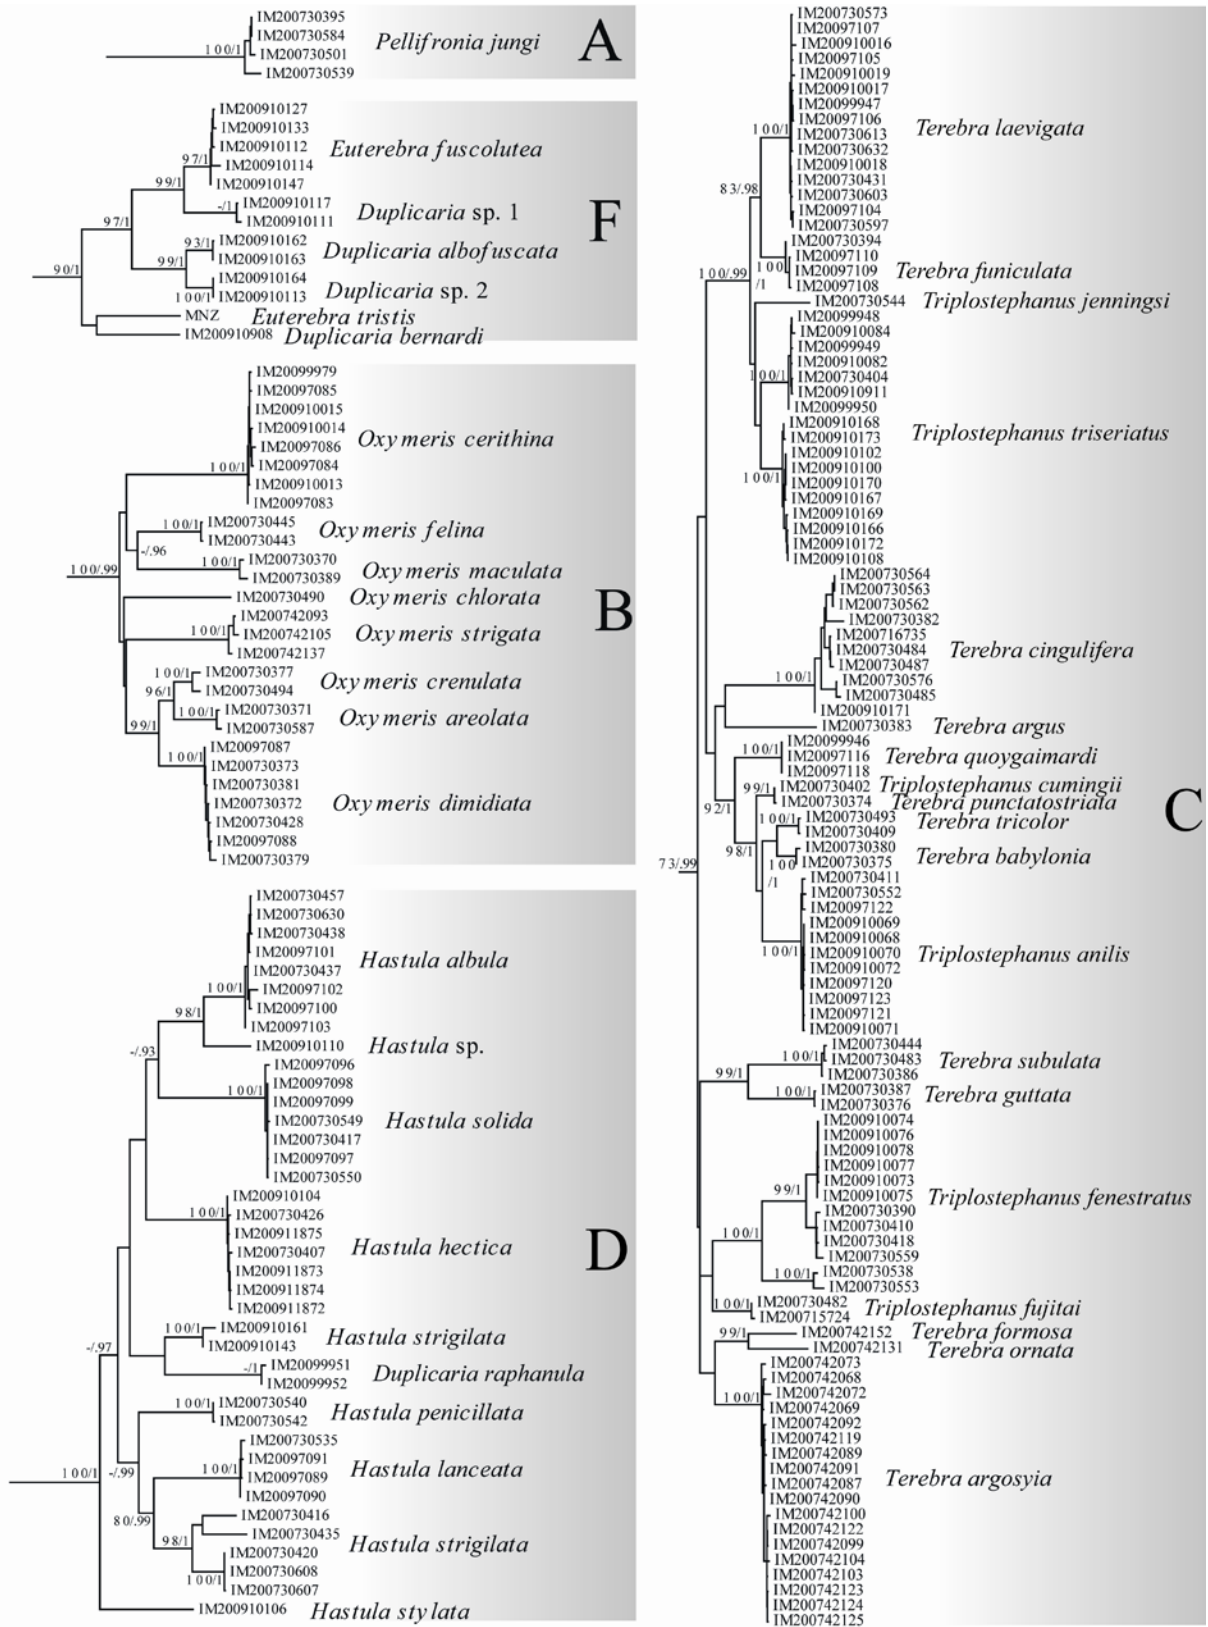 IM200730395
IM200730584
IM200730501
IM200730539
100/1
Pellifronia jungi
A
IM200910127
IM200910133
IM200910112
IM200910114
IM200910147
97/1
Euterebra fuscolutea
99/1
IM200910117
IM200910111
-/1
Duplicaria sp. 1
97/1
F
IM200910162
IM200910163
93/1
Duplicaria albofuscata
99/1
IM200910164
IM200910113
100/1
Duplicaria sp. 2
90/1
MNZ
Euterebra tristis
IM200910908
Duplicaria bernardi
IM20099979
IM20097085
IM200910015
IM200910014
IM20097086
IM20097084
IM200910013
IM20097083
100/1
Oxymeris cerithina
IM200730445
IM200730443
100/1
Oxymeris felina
-/.96
IM200730370
IM200730389
100/1
Oxymeris maculata
100/.99
IM200730490
Oxymeris chlorata
B
IM200742093
IM200742105
IM200742137
100/1
Oxymeris strigata
IM200730377
IM200730494
100/1
Oxymeris crenulata
96/1
IM200730371
IM200730587
100/1
Oxymeris areolata
99/1
IM20097087
IM200730373
IM200730381
IM200730372
IM200730428
IM20097088
IM200730379
100/1
Oxymeris dimidiata
IM200730457
IM200730630
IM200730438
IM20097101
IM200730437
IM20097102
IM20097100
IM20097103
100/1
Hastula albula
98/1
IM200910110
Hastula sp.
-/.93
IM20097096
IM20097098
IM20097099
IM200730549
IM200730417
IM20097097
IM200730550
100/1
Hastula solida
IM200910104
IM200730426
IM200911875
IM200730407
IM200911873
IM200911874
IM200911872
100/1
Hastula hectica
D
IM200910161
IM200910143
100/1
Hastula strigilata
-/.97
IM20099951
IM20099952
-/1
Duplicaria raphanula
IM200730540
IM200730542
100/1
Hastula penicillata
100/1
-/.99
IM200730535
IM20097091
IM20097089
IM20097090
100/1
Hastula lanceata
80/.99
IM200730416
IM200730435
IM200730420
IM200730608
IM200730607
98/1
100/1
Hastula strigilata
IM200910106
Hastula stylata
IM200730573
IM20097107
IM200910016
IM20097105
IM200910019
IM200910017
IM20099947
IM20097106
IM200730613
IM200730632
IM200910018
IM200730431
IM200730603
IM20097104
IM200730597
100/1
Terebra laevigata
83/.98
IM200730394
IM20097110
IM20097109
IM20097108
100
/1
Terebra funiculata
100/.99
IM200730544
Triplostephanus jenningsi
IM20099948
IM200910084
IM20099949
IM200910082
IM200730404
IM200910911
IM20099950
100/1
IM200910168
IM200910173
IM200910102
IM200910100
IM200910170
IM200910167
IM200910169
IM200910166
IM200910172
IM200910108
100/1
Triplostephanus triseriatus
IM200730564
IM200730563
IM200730562
IM200730382
IM200716735
IM200730484
IM200730487
IM200730576
IM200730485
IM200910171
100/1
Terebra cingulifera
IM200730383
Terebra argus
IM20099946
IM20097116
IM20097118
100/1
Terebra quoygaimardi
IM200730402
Triplostephanus cumingii
99/1
IM200730374
Terebra punctatostriata
92/1
IM200730493
IM200730409
100/1
Terebra tricolor
C
98/1
IM200730380
IM200730375
100
/1
Terebra babylonia
73/.99
IM200730411
IM200730552
IM20097122
IM200910069
IM200910068
IM200910070
IM200910072
IM20097120
IM20097123
IM20097121
IM200910071
100/1
Triplostephanus anilis
IM200730444
IM200730483
IM200730386
100/1
Terebra subulata
99/1
IM200730387
IM200730376
100/1
Terebra guttata
IM200910074
IM200910076
IM200910078
IM200910077
IM200910073
IM200910075
99/1
IM200730390
IM200730410
IM200730418
IM200730559
Triplostephanus fenestratus
100/1
IM200730538
IM200730553
100/1
IM200730482
IM200715724
100/1
Triplostephanus fujitai
IM200742152
Terebra formosa
99/1
IM200742131
Terebra ornata
IM200742073
IM200742068
IM200742072
IM200742069
IM200742092
IM200742119
IM200742089
IM200742091
IM200742087
IM200742090
IM200742100
IM200742122
IM200742099
IM200742104
IM200742103
IM200742123
IM200742124
IM200742125
100/1
Terebra argosyia